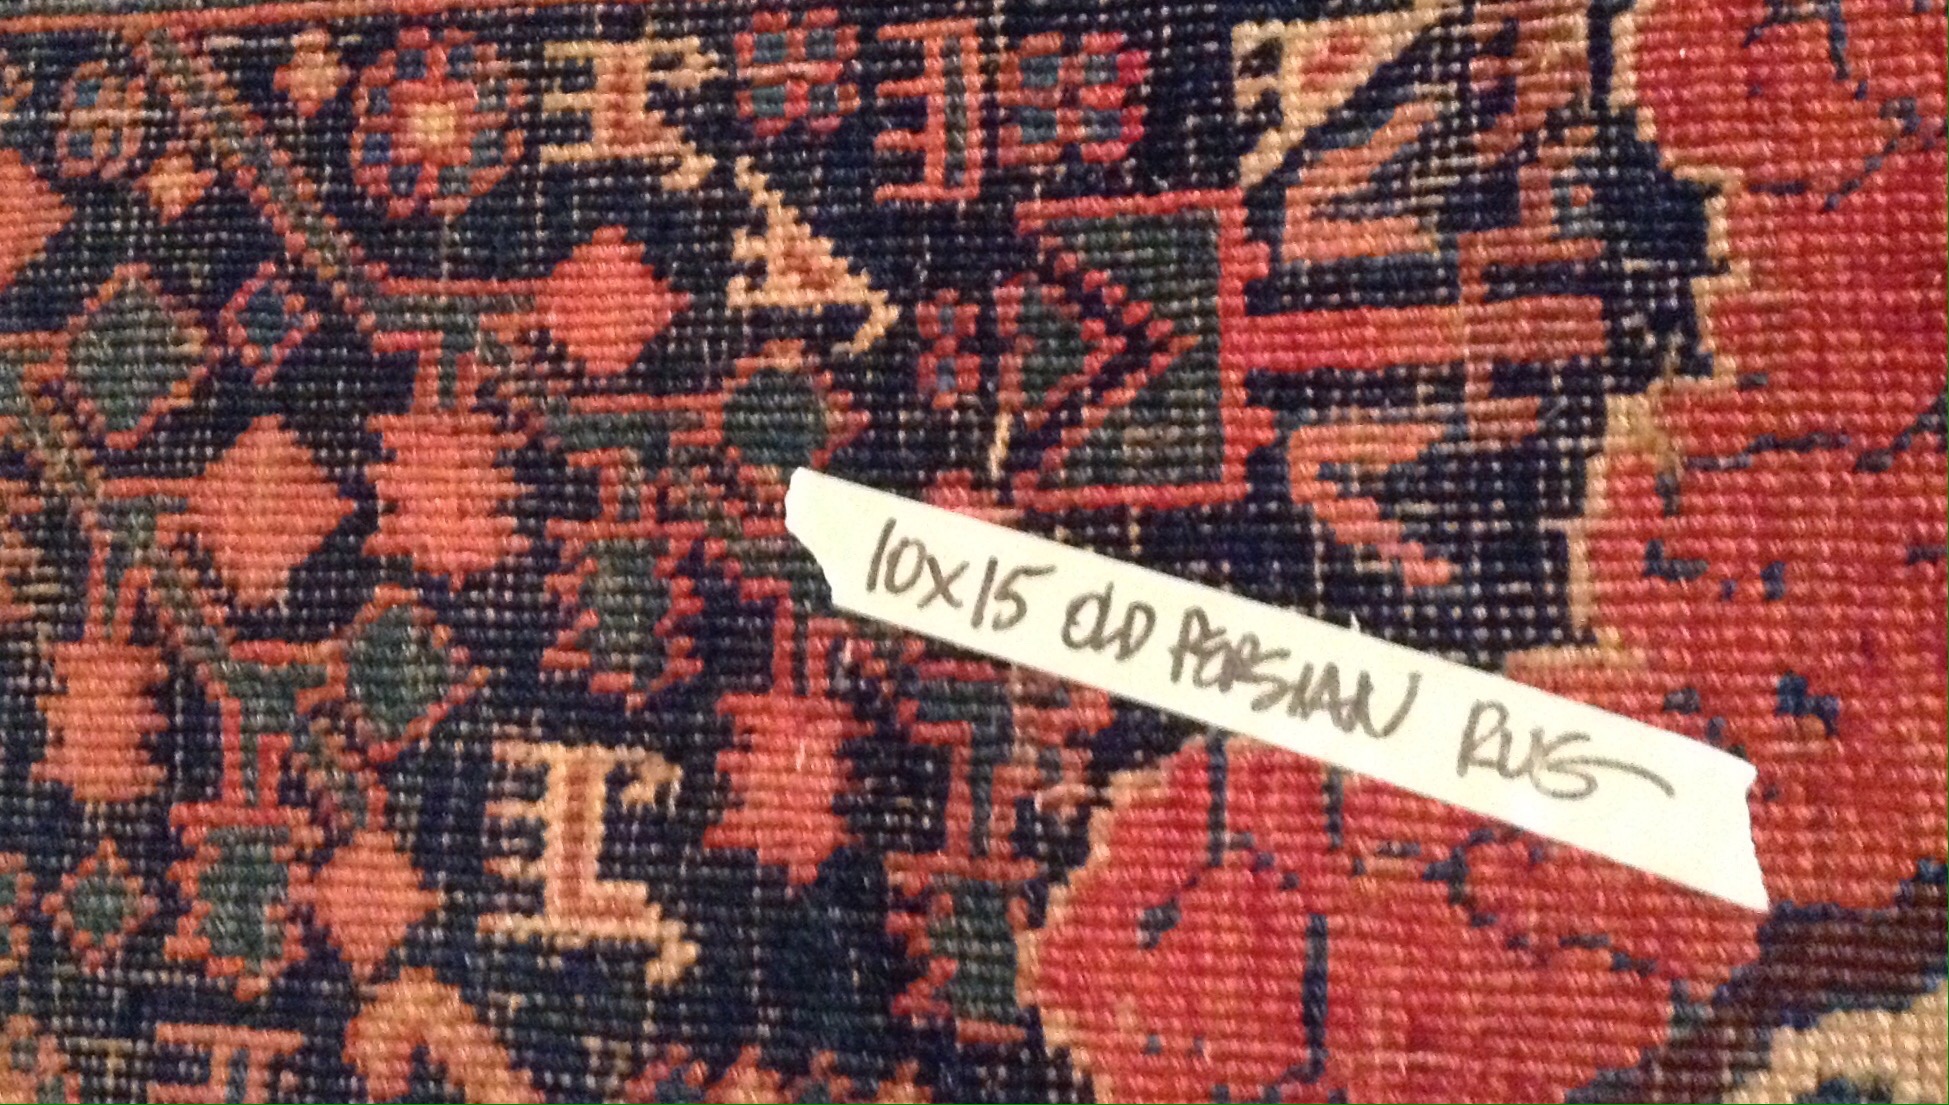 10x15 OLD PERSIAN RUG